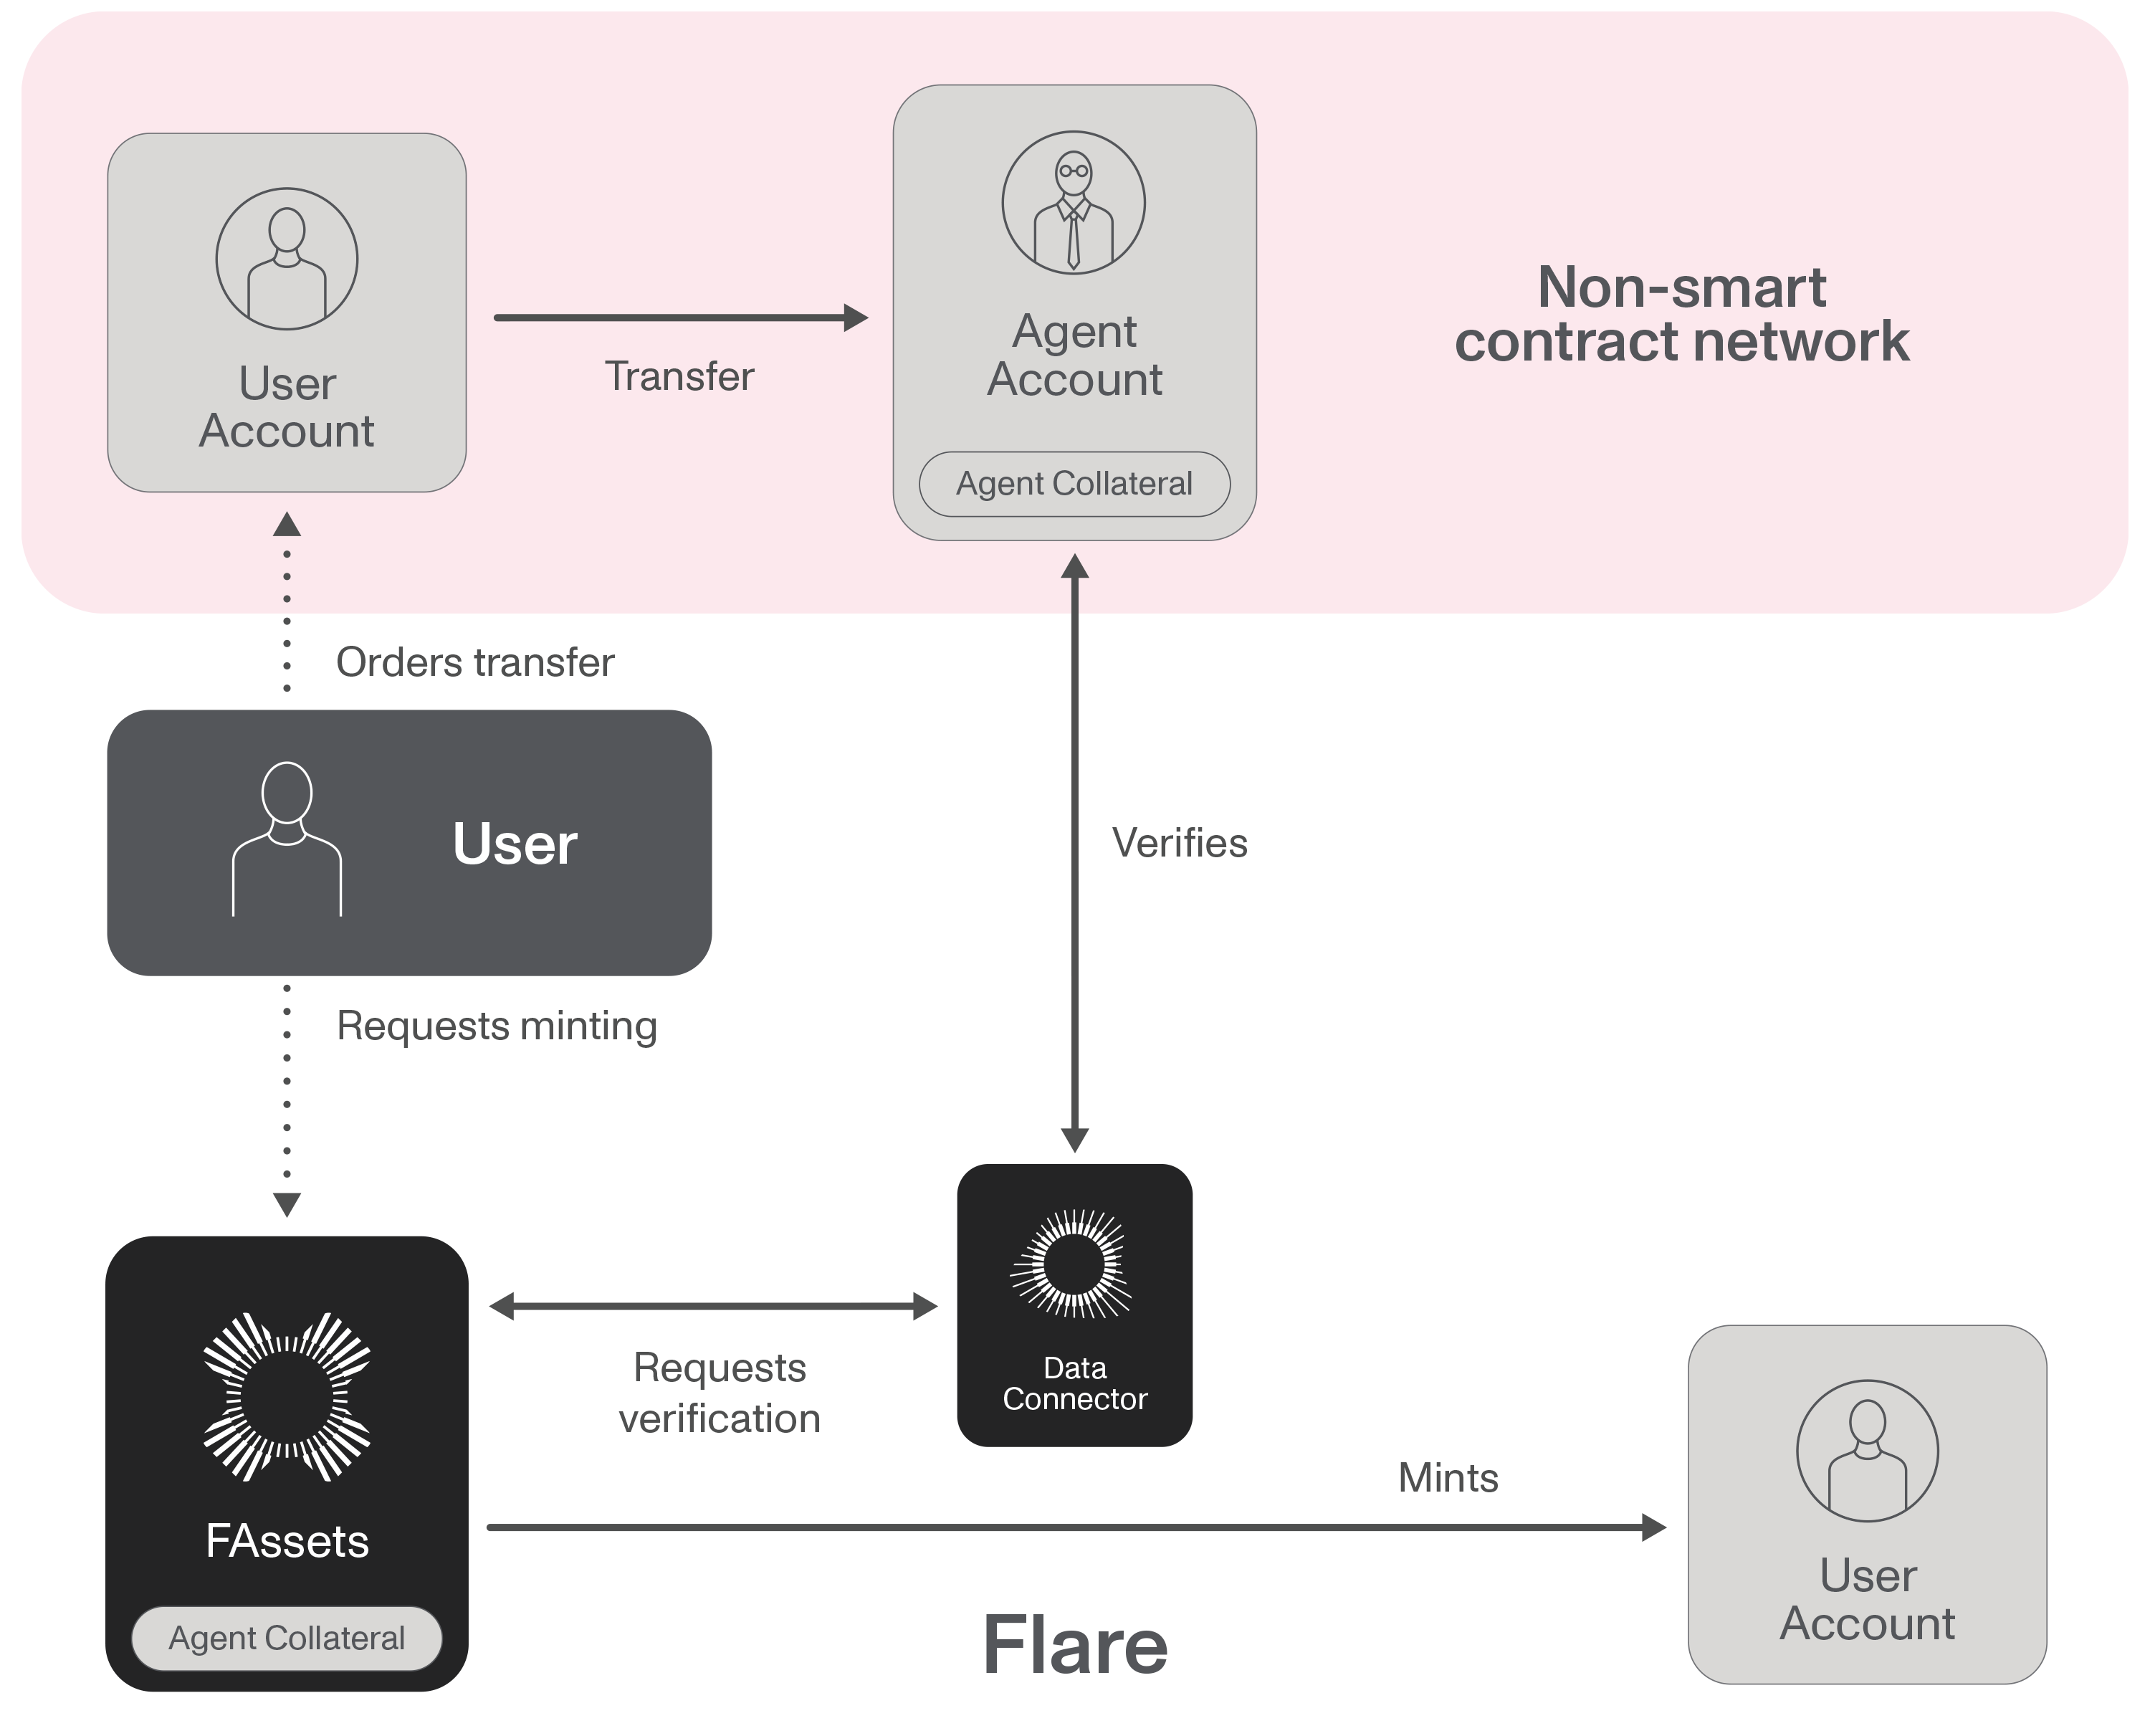 User
Account
Transfer
Agent
Account
Agent Collateral
Non-smart
contract network
Orders transfer
User
Verifies
Requests minting
Requests
verification
Data
Connector
FAssets
Agent Collateral
Mints
Flare
User
Account